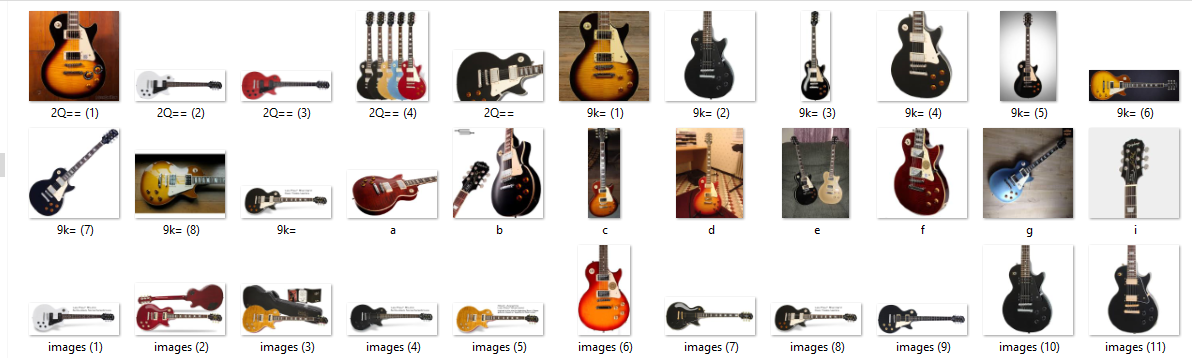 2Q== (1)
2Q== (2)
2Q== (3)
2Q== (4)
2Q==
9k= (1)
9k= (2)
9k= (3)
9k= (4)
9k= (5)
9k= (6)
9k= (7)
9k= (8)
9k=
a
b
c
d
e
f
g
i
images (1)
images (2)
images (3)
images (4)
images (5)
images (6)
images (7)
images (8)
images (9)
images (10)
images (11)